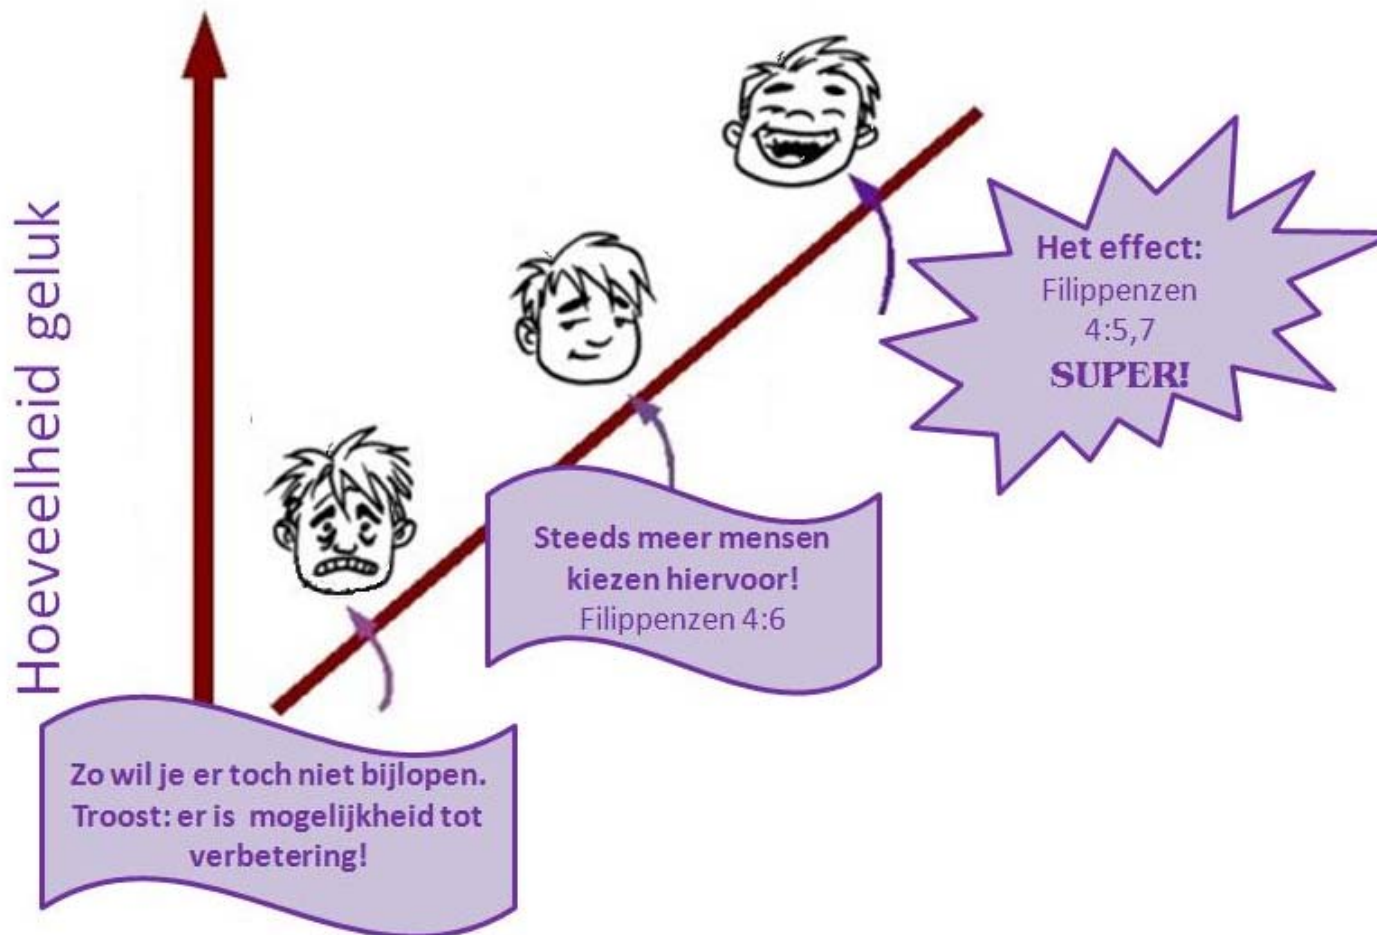 Hoeveelheid geluk
Het effect:
Filippenzen
4:5,7
SUPER!
Steeds meer mensen
kiezen hiervoor!
Filippenzen 4:6
Zo wil je er toch niet bijlopen.
Troost: er is mogelijkheid tot
verbetering!